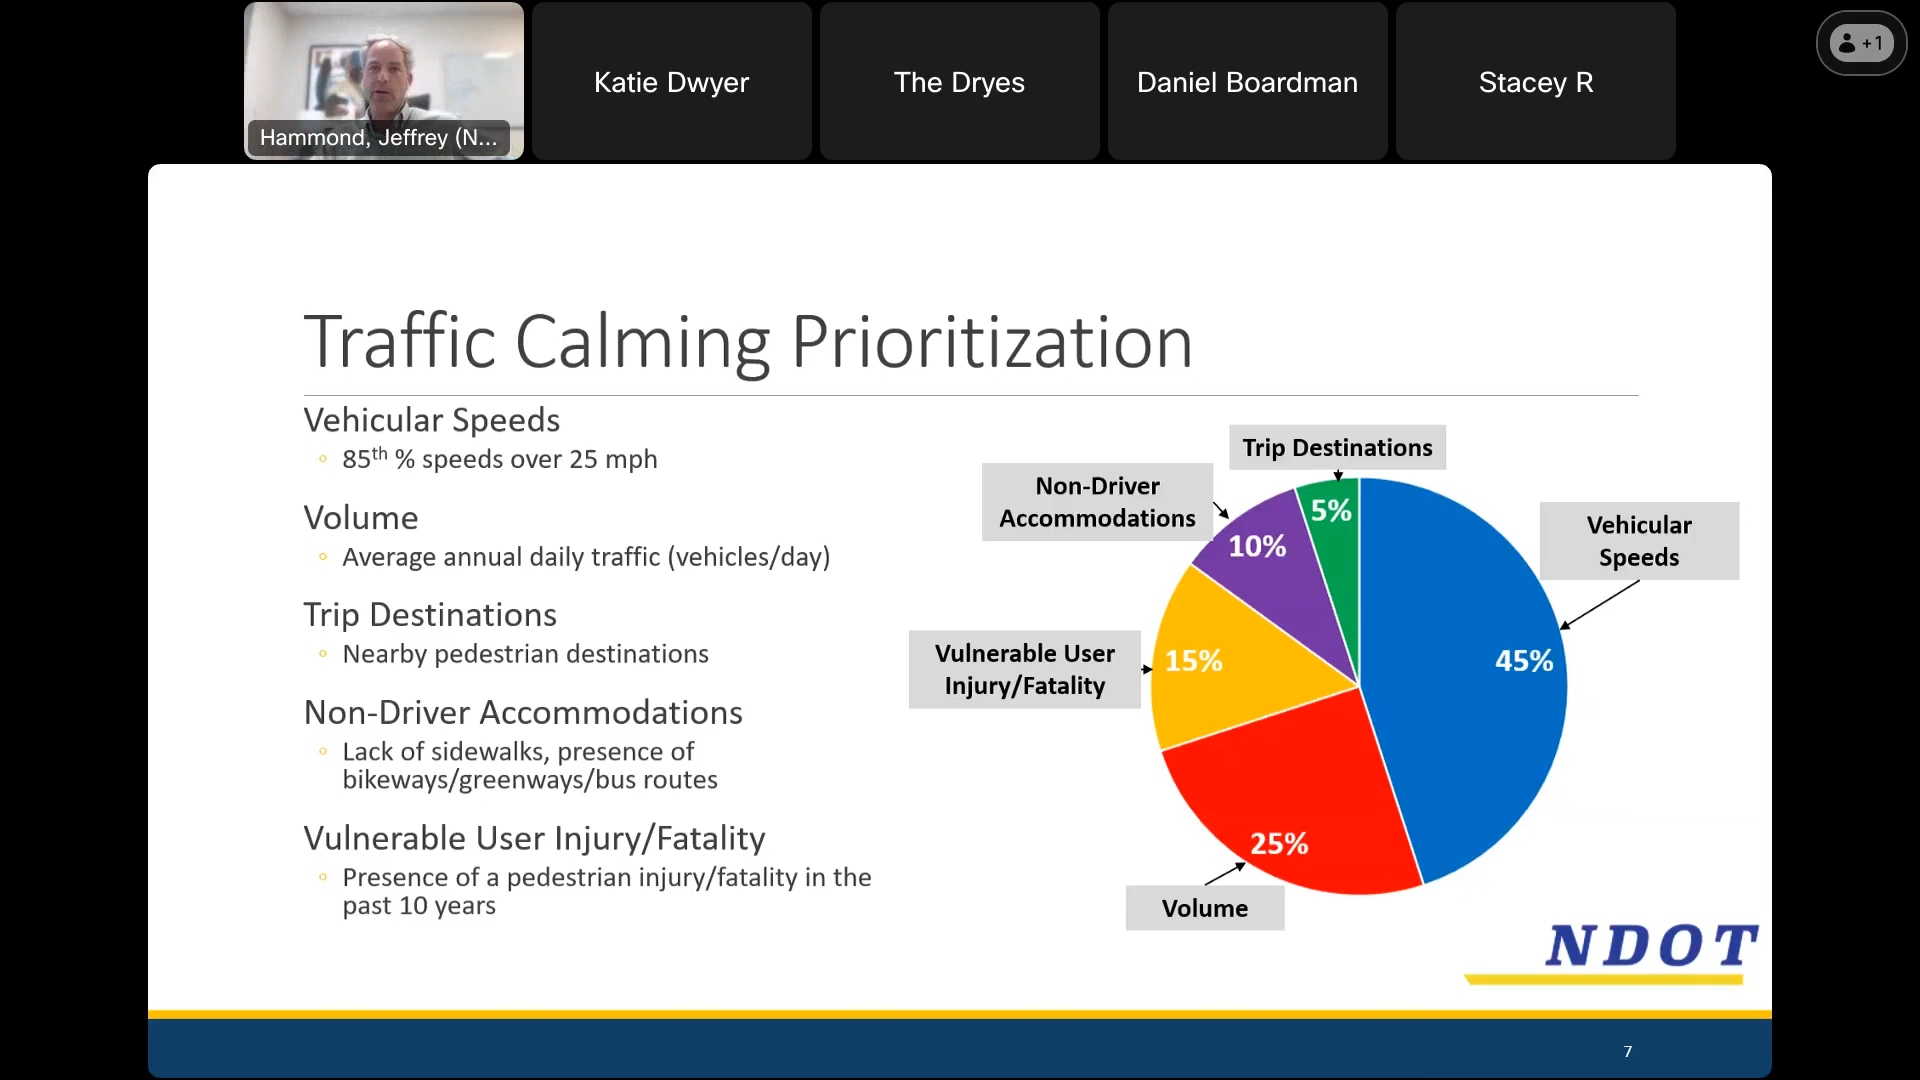 Hammond, Jeffrey (N...
Katie Dwyer
The Dryes
Daniel Boardman
Stacey R
+1
Traffic Calming Prioritization
Vehicular Speeds
◦ 85th % speeds over 25 mph
Volume
◦ Average annual daily traffic (vehicles/day)
Trip Destinations
◦ Nearby pedestrian destinations
Non-Driver Accommodations
◦ Lack of sidewalks, presence of
bikeways/greenways/bus routes
Vulnerable User Injury/Fatality
◦ Presence of a pedestrian injury/fatality in the
past 10 years
Trip Destinations
Non-Driver
Accommodations
Vehicular
Speeds
Vulnerable User
Injury/Fatality
Volume
5%
10%
15%
45%
25%
NDOT
7